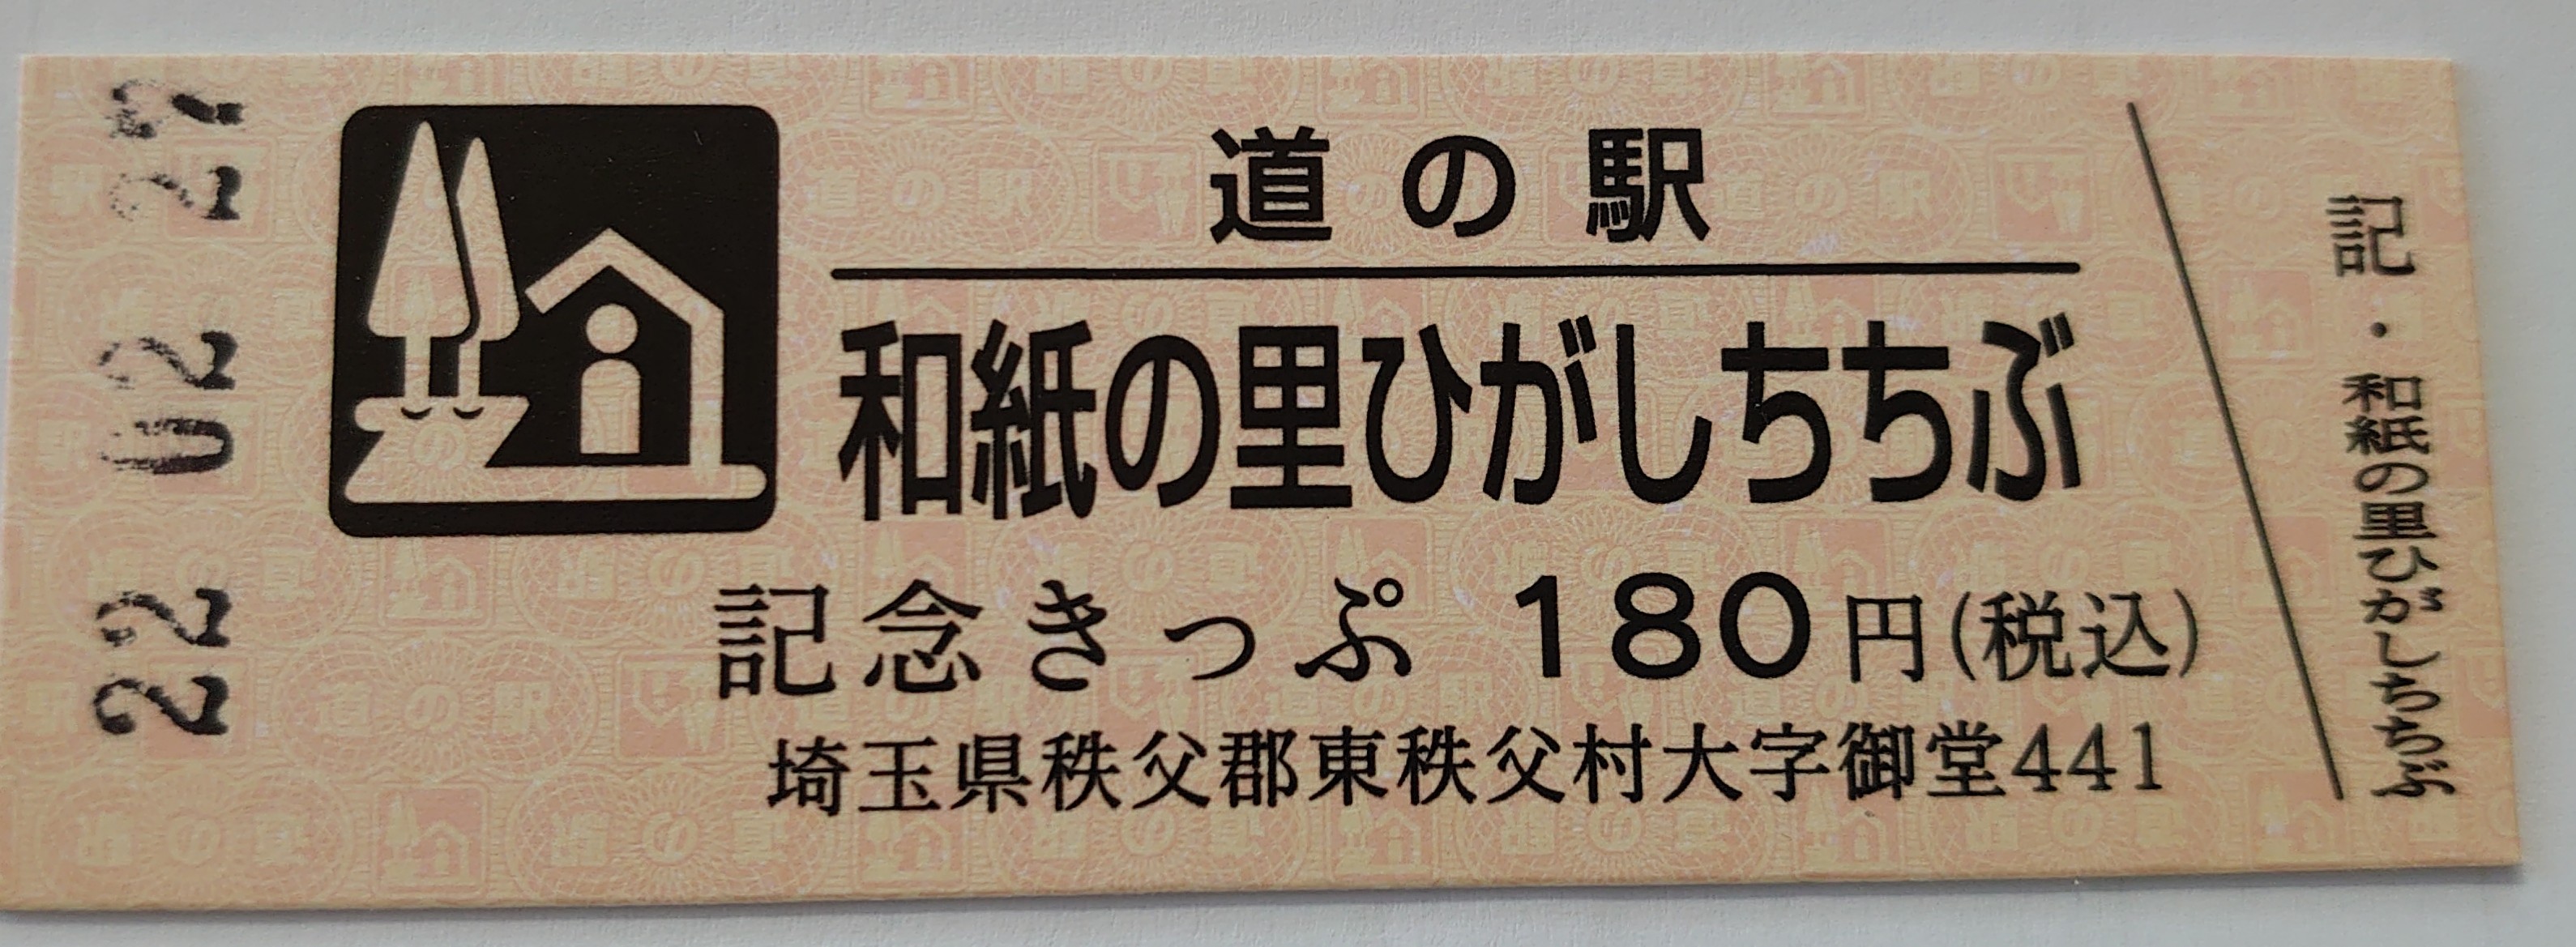 22 02 27
道の駅
和紙の里ひがしちちぶ
記念きっぷ 180円(税込)
埼玉県秩父郡東秩父村大字御堂441
記・和紙の里ひがしちちぶ